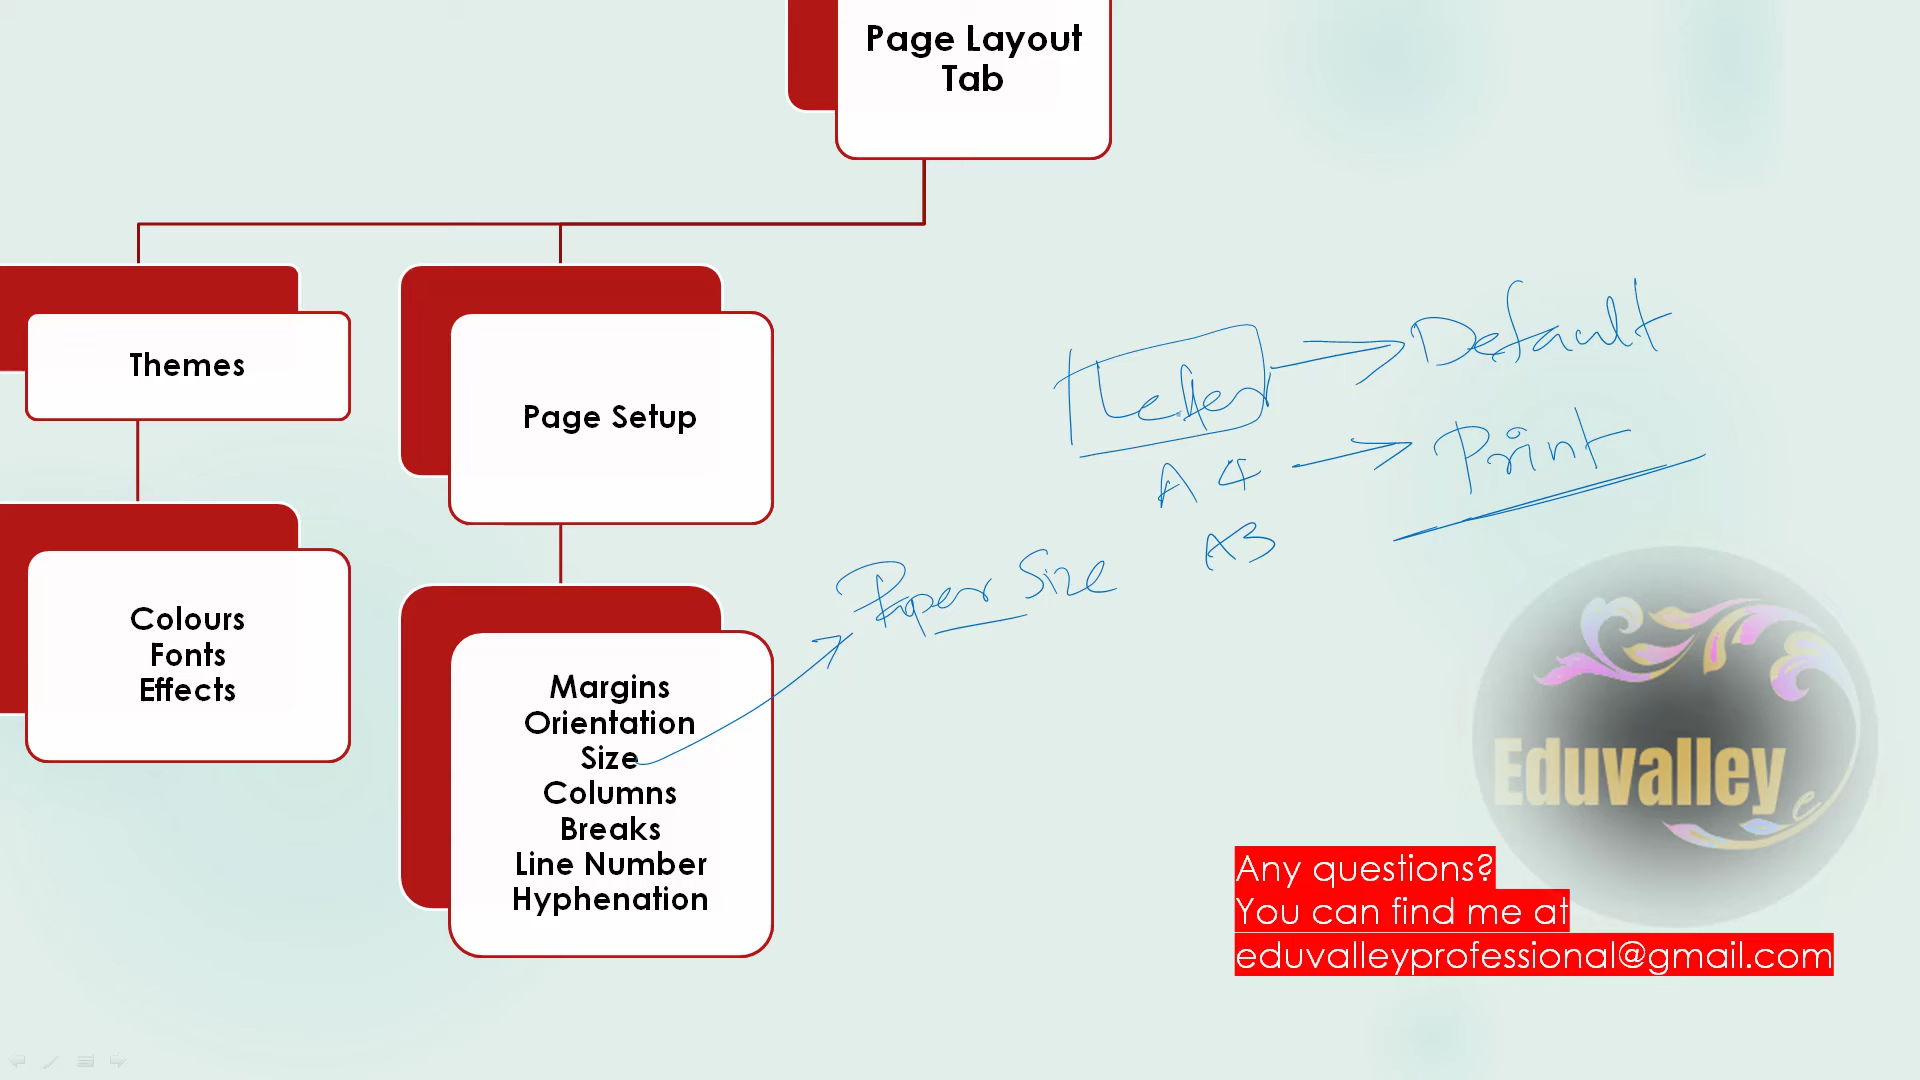 Page Layout
Tab
Themes
Page Setup
Colours
Fonts
Effects
Margins
Orientation
Size
Columns
Breaks
Line Number
Hyphenation
Letter
Default
A4
Print
A3
Paper Size
Eduvalley
e
Any questions?
You can find me at
eduvalleyprofessional@gmail.com